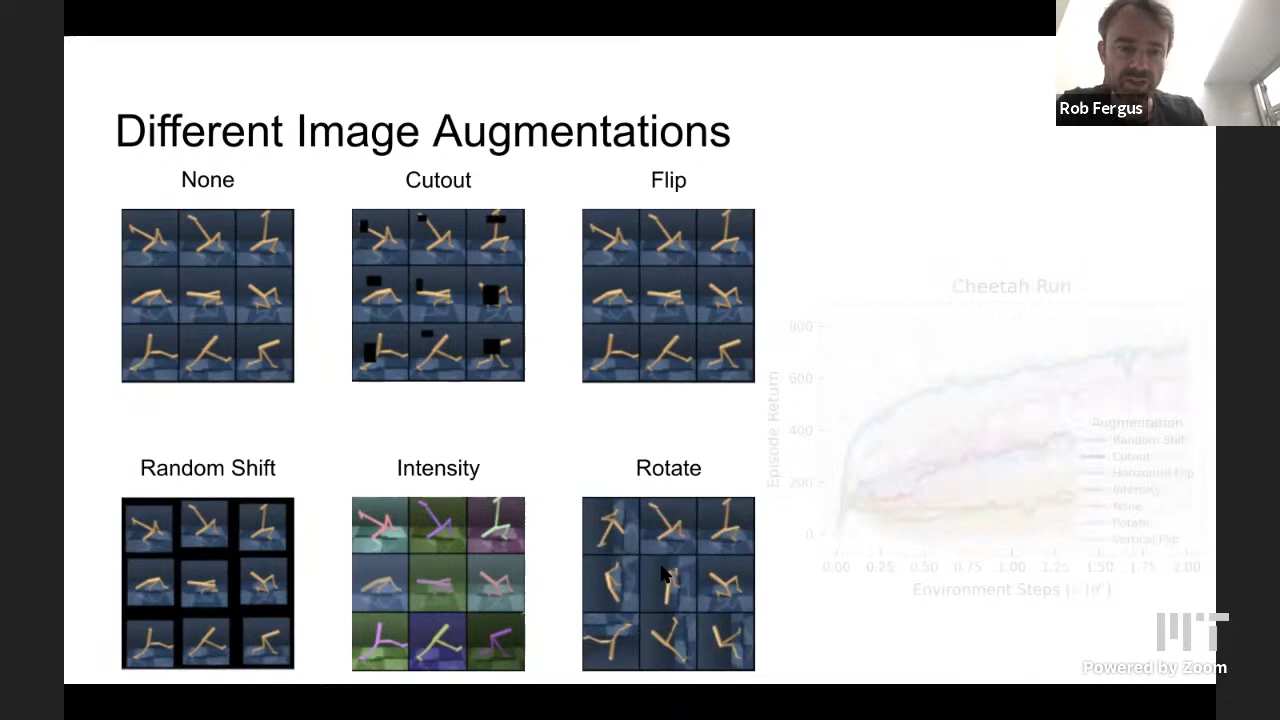 Rob Fergus
Different Image Augmentations
None
Cutout
Flip
Random Shift
Intensity
Rotate
Cheetah Run
800
600
400
200
0
Episode Return
Augmentation
Random Shift
Cutout
Horizontal Flip
Intensity
None
Rotate
Vertical Flip
0.00 0.25 0.50 0.75 1.00 1.25 1.50 1.75 2.00
Environment Steps
MIT
Powered by Zoom